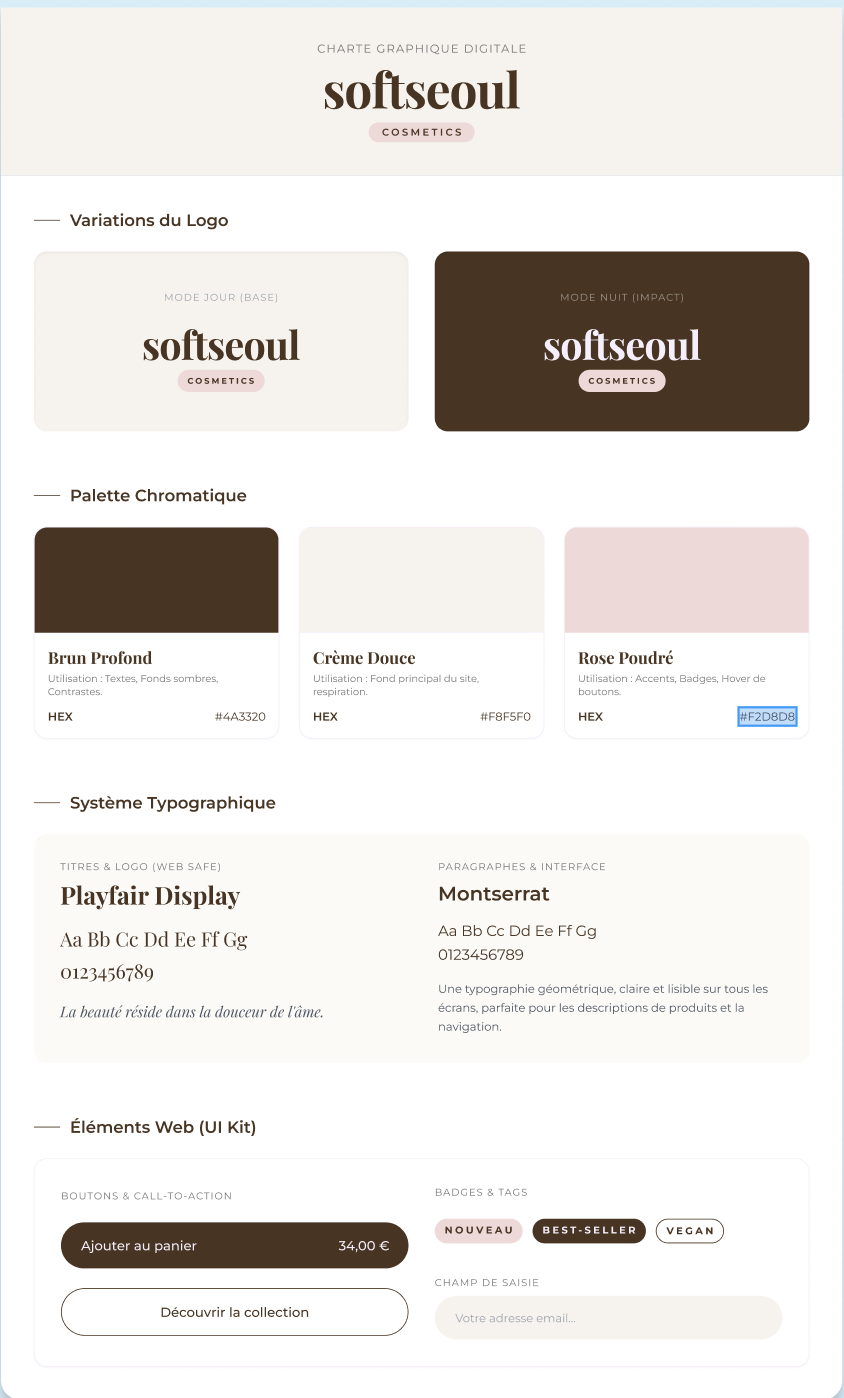 CHARTE GRAPHIQUE DIGITALE
softseoul
COSMETICS
Variations du Logo
MODE JOUR (BASE)
softseoul
COSMETICS
MODE NUIT (IMPACT)
softseoul
COSMETICS
Palette Chromatique
Brun Profond
Utilisation : Textes, Fonds sombres,
Contrastes.
HEX #4A3320
Crème Douce
Utilisation : Fond principal du site,
respiration.
HEX #F8F5F0
Rose Poudré
Utilisation : Accents, Badges, Hover de
boutons.
HEX #F2D8D8
Système Typographique
TITRES & LOGO (WEB SAFE)
Playfair Display
Aa Bb Cc Dd Ee Ff Gg
0123456789
La beauté réside dans la douceur de l'âme.
PARAGRAPHES & INTERFACE
Montserrat
Aa Bb Cc Dd Ee Ff Gg
0123456789
Une typographie géométrique, claire et lisible sur tous les
écrans, parfaite pour les descriptions de produits et la
navigation.
Éléments Web (UI Kit)
BOUTONS & CALL-TO-ACTION
Ajouter au panier 34,00 €
Découvrir la collection
BADGES & TAGS
NOUVEAU BEST-SELLER VEGAN
CHAMP DE SAISIE
Votre adresse email...